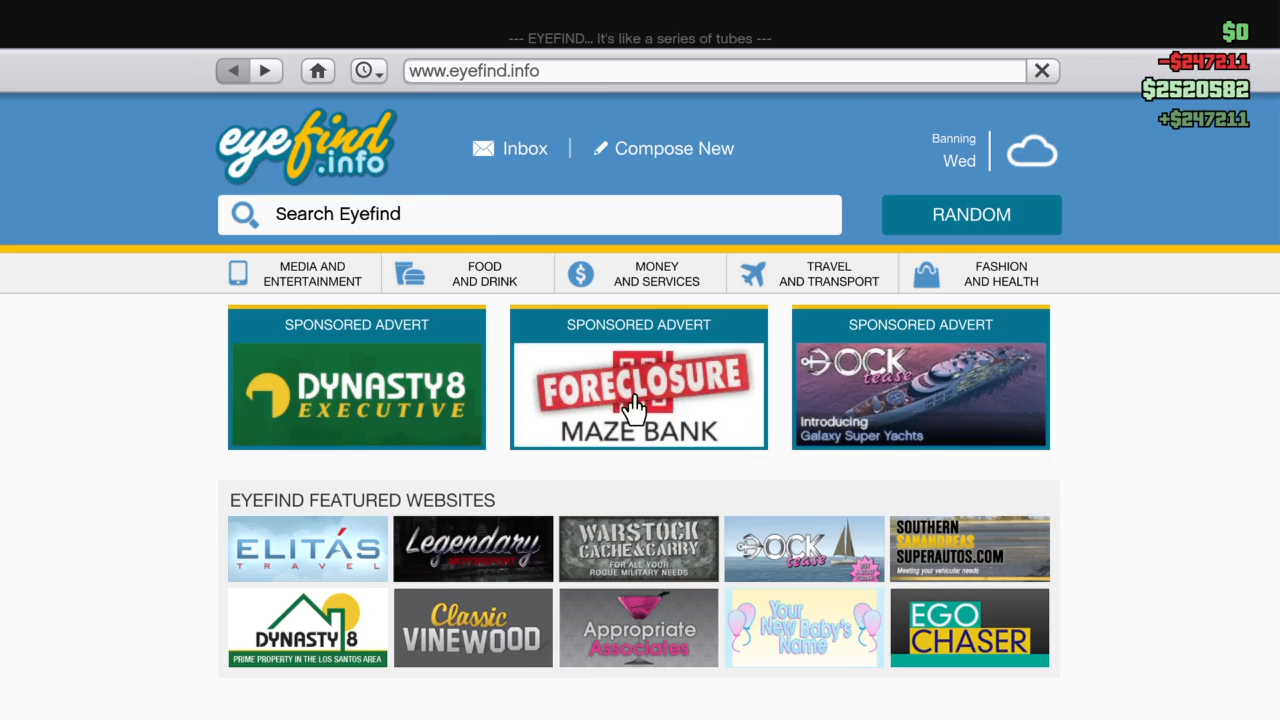 --- EYEFIND... It's like a series of tubes ---
$0
-$247211
$2520582
+$247211
www.eyefind.info
eyefind
.info
Inbox
Compose New
Banning
Wed
Search Eyefind
RANDOM
MEDIA AND
ENTERTAINMENT
FOOD
AND DRINK
MONEY
AND SERVICES
TRAVEL
AND TRANSPORT
FASHION
AND HEALTH
SPONSORED ADVERT
DYNASTY 8
EXECUTIVE
SPONSORED ADVERT
FORECLOSURE
MAZE BANK
SPONSORED ADVERT
DOCK
tease
Introducing
Galaxy Super Yachts
EYEFIND FEATURED WEBSITES
ELITÁS
TRAVEL
Legendary
MOTORSPORT
WARSTOCK
CACHE & CARRY
FOR ALL YOUR
ROGUE MILITARY NEEDS
DOCK
tease
SOUTHERN
SANANDREAS
SUPERAUTOS.COM
Meeting your vehicular needs
DYNASTY 8
PRIME PROPERTY IN THE LOS SANTOS AREA
Classic
VINEWOOD
Appropriate
Associates
Your
New Baby's
Name
EGO
CHASER